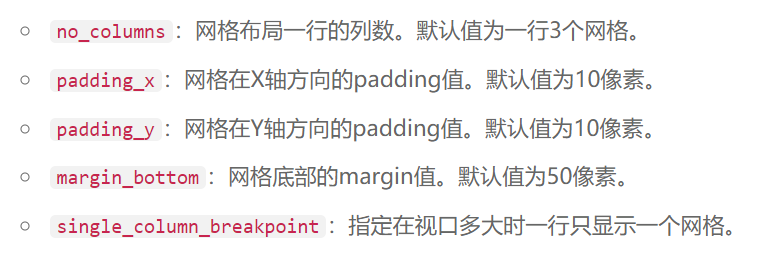 no_columns：网格布局一行的列数。默认值为一行3个网格。
padding_x：网格在X轴方向的padding值。默认值为10像素。
padding_y：网格在Y轴方向的padding值。默认值为10像素。
margin_bottom：网格底部的margin值。默认值为50像素。
single_column_breakpoint：指定在视口多大时一行只显示一个网格。